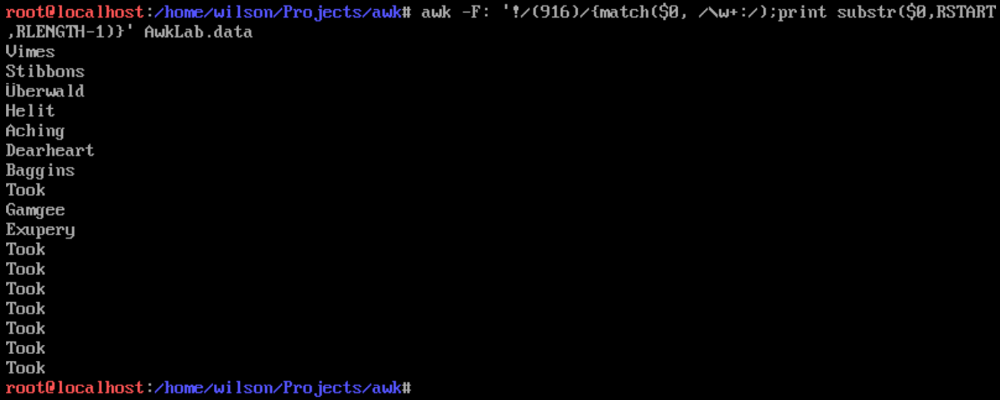 root@localhost:/home/wilson/Projects/awk# awk -F: '!/(916)/{match($0, /\w+:/);print substr($0,RSTART
,RLENGTH-1)}' AwkLab.data
Vimes
Stibbons
Überwald
Helit
Aching
Dearheart
Baggins
Took
Gamgee
Exupery
Took
Took
Took
Took
Took
Took
Took
root@localhost:/home/wilson/Projects/awk#